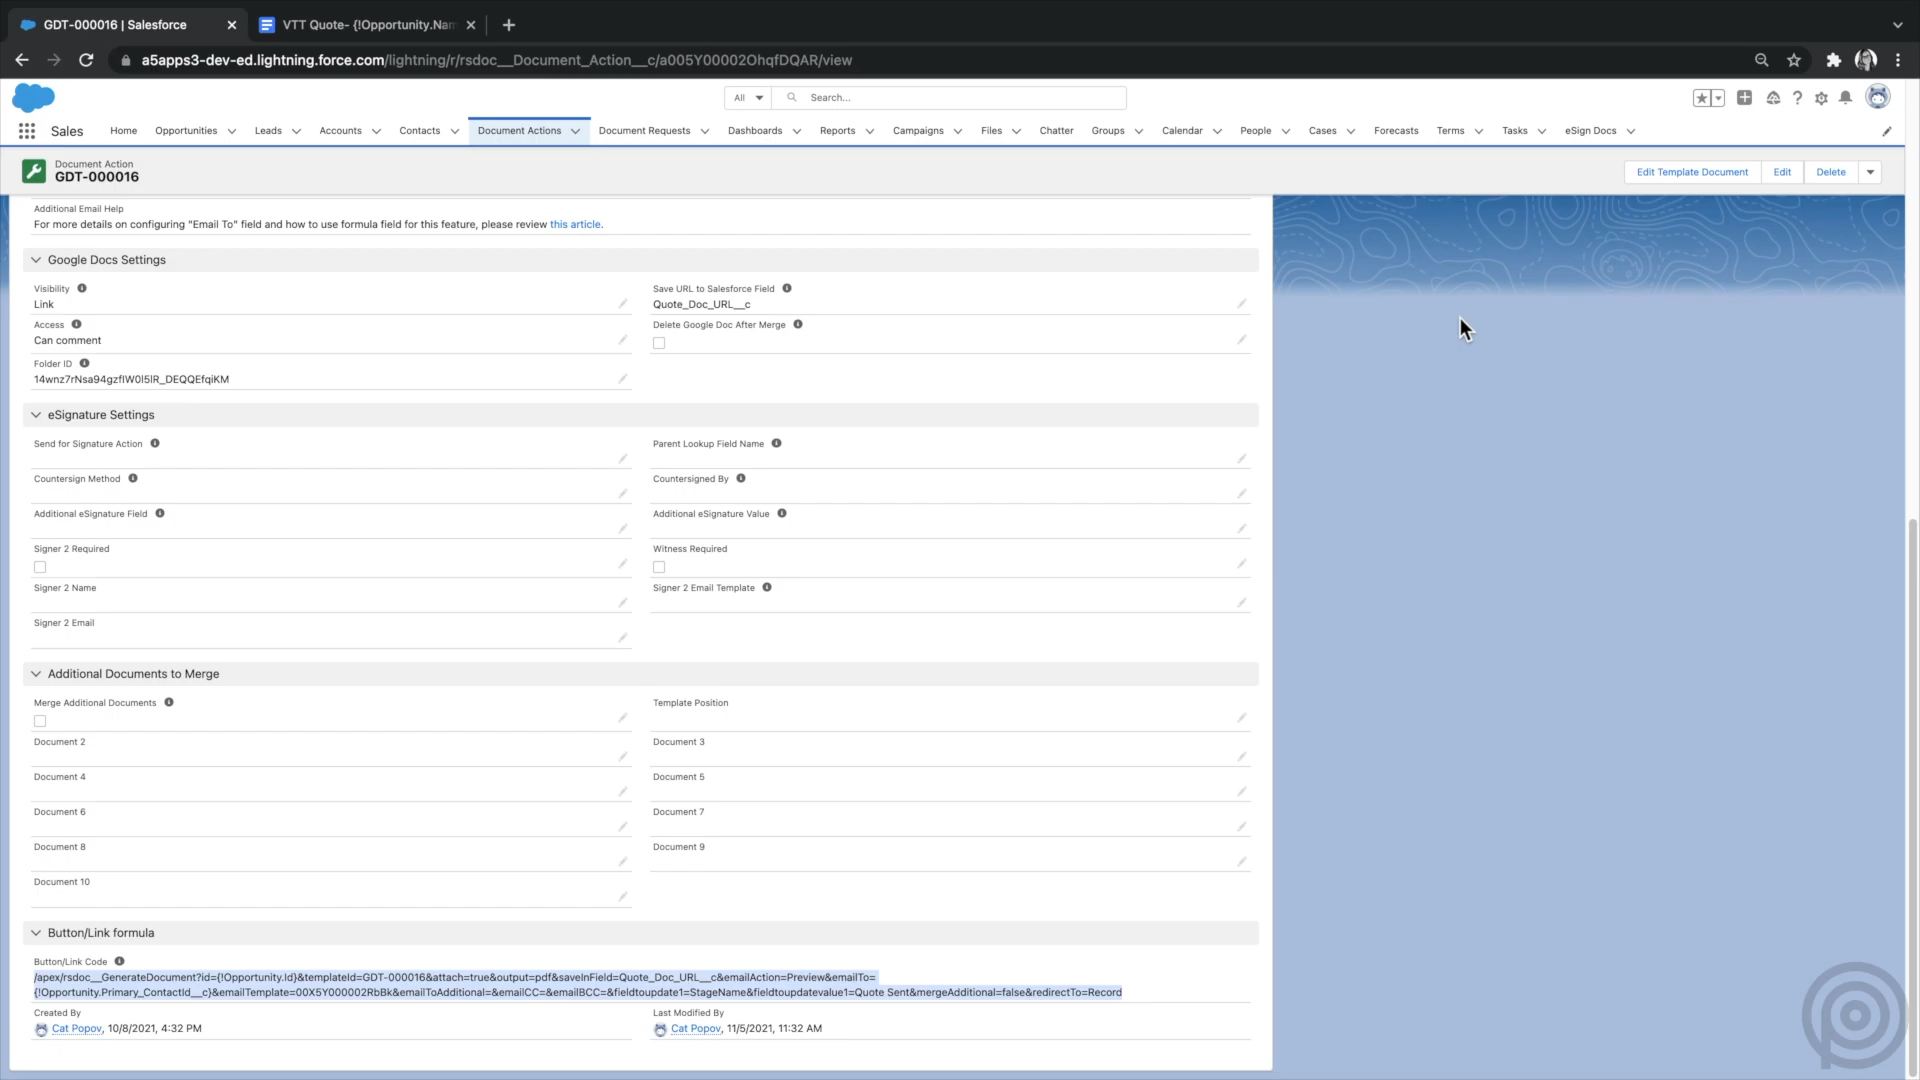 GDT-000016 | Salesforce
VTT Quote- {!Opportunity.Nam
a5apps3-dev-ed.lightning.force.com/lightning/r/rsdoc__Document_Action__c/a005Y00002OhqfDQAR/view
All
Search...
Sales
Home
Opportunities
Leads
Accounts
Contacts
Document Actions
Document Requests
Dashboards
Reports
Campaigns
Files
Chatter
Groups
Calendar
People
Cases
Forecasts
Terms
Tasks
eSign Docs
Document Action
GDT-000016
Edit Template Document
Edit
Delete
Additional Email Help
For more details on configuring "Email To" field and how to use formula field for this feature, please review this article.
Google Docs Settings
Visibility
Link
Save URL to Salesforce Field
Quote_Doc_URL__c
Access
Can comment
Delete Google Doc After Merge
Folder ID
14wnz7rNsa94gzfIW0I5IR_DEQQEfqiKM
eSignature Settings
Send for Signature Action
Parent Lookup Field Name
Countersign Method
Countersigned By
Additional eSignature Field
Additional eSignature Value
Signer 2 Required
Witness Required
Signer 2 Name
Signer 2 Email Template
Signer 2 Email
Additional Documents to Merge
Merge Additional Documents
Template Position
Document 2
Document 3
Document 4
Document 5
Document 6
Document 7
Document 8
Document 9
Document 10
Button/Link formula
Button/Link Code
/apex/rsdoc__GenerateDocument?id={!Opportunity.Id}&templateId=GDT-000016&attach=true&output=pdf&saveInField=Quote_Doc_URL__c&emailAction=Preview&emailTo=
{!Opportunity.Primary_ContactId__c}&emailTemplate=00X5Y000002RbBk&emailToAdditional=&emailCC=&emailBCC=&fieldtoupdate1=StageName&fieldtoupdatevalue1=Quote Sent&mergeAdditional=false&redirectTo=Record
Created By
Cat Popov, 10/8/2021, 4:32 PM
Last Modified By
Cat Popov, 11/5/2021, 11:32 AM